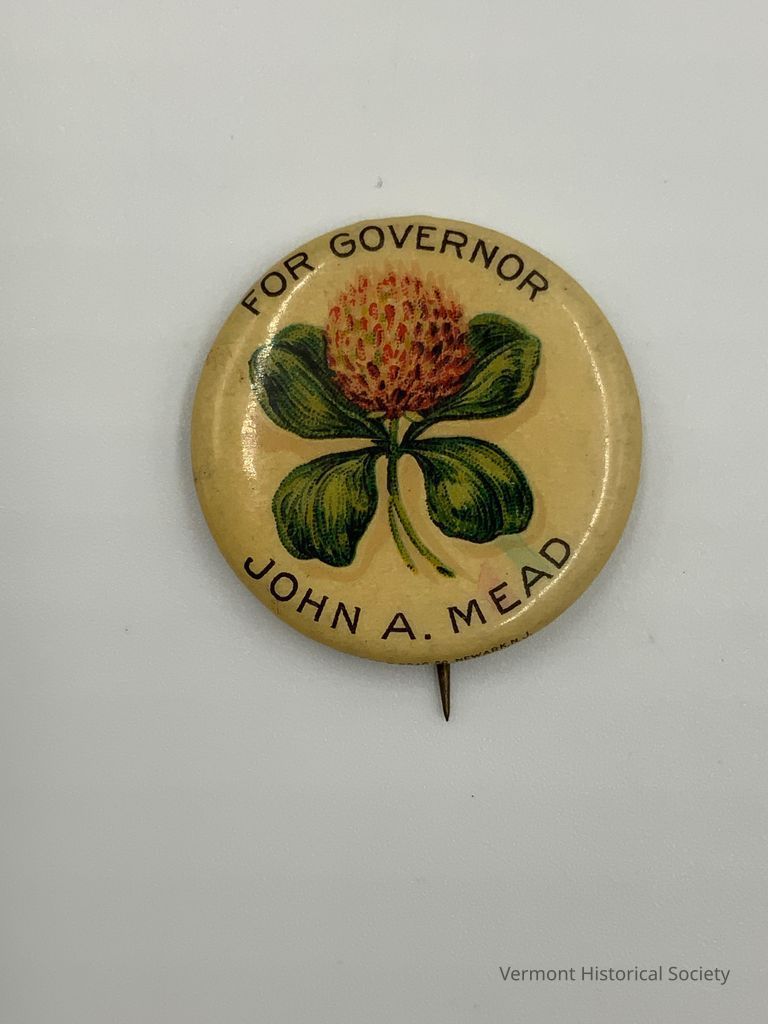 FOR GOVERNOR
JOHN A. MEAD
NEWARK, N.J.
Vermont Historical Society